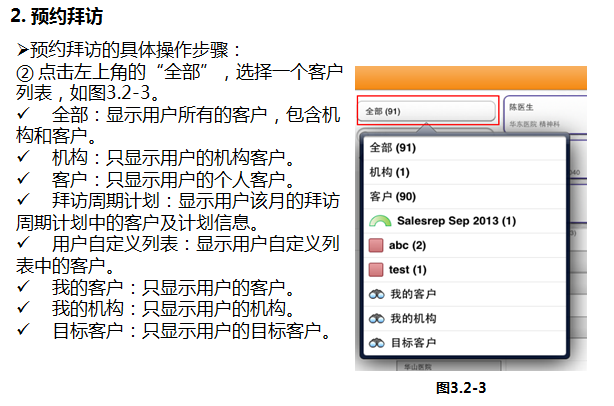 2. 预约拜访
➢预约拜访的具体操作步骤：
② 点击左上角的“全部”，选择一个客户
列表，如图3.2-3。
✓ 全部：显示用户所有的客户，包含机
构和客户。
✓ 机构：只显示用户的机构客户。
✓ 客户：只显示用户的个人客户。
✓ 拜访周期计划：显示用户该月的拜访
周期计划中的客户及计划信息。
✓ 用户自定义列表：显示用户自定义列
表中的客户。
✓ 我的客户：只显示用户的客户。
✓ 我的机构：只显示用户的机构。
✓ 目标客户：只显示用户的目标客户。
全部 (91)
陈医生
华东医院 精神科
全部 (91)
机构 (1)
客户 (90)
Salesrep Sep 2013 (1)
abc (2)
test (1)
我的客户
我的机构
目标客户
040
华山医院
图3.2-3